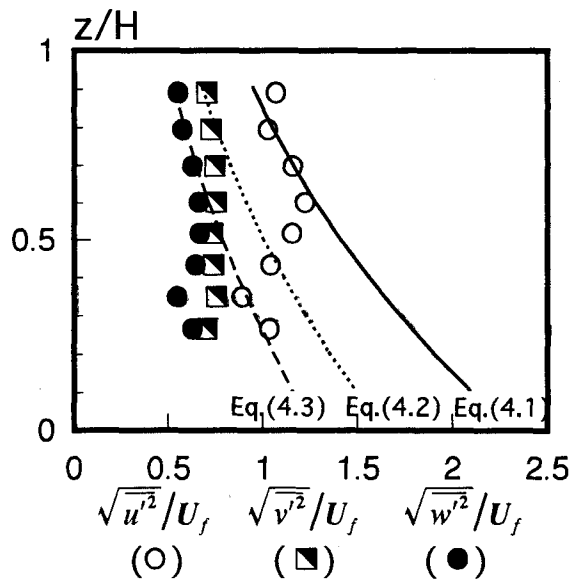 z/H
1
0.5
Eq.(4.3) Eq.(4.2) Eq.(4.1)
0
0 0.5 1 1.5 2 2.5
√u'²/U_f √v'²/U_f √w'²/U_f
(○) (◪) (●)